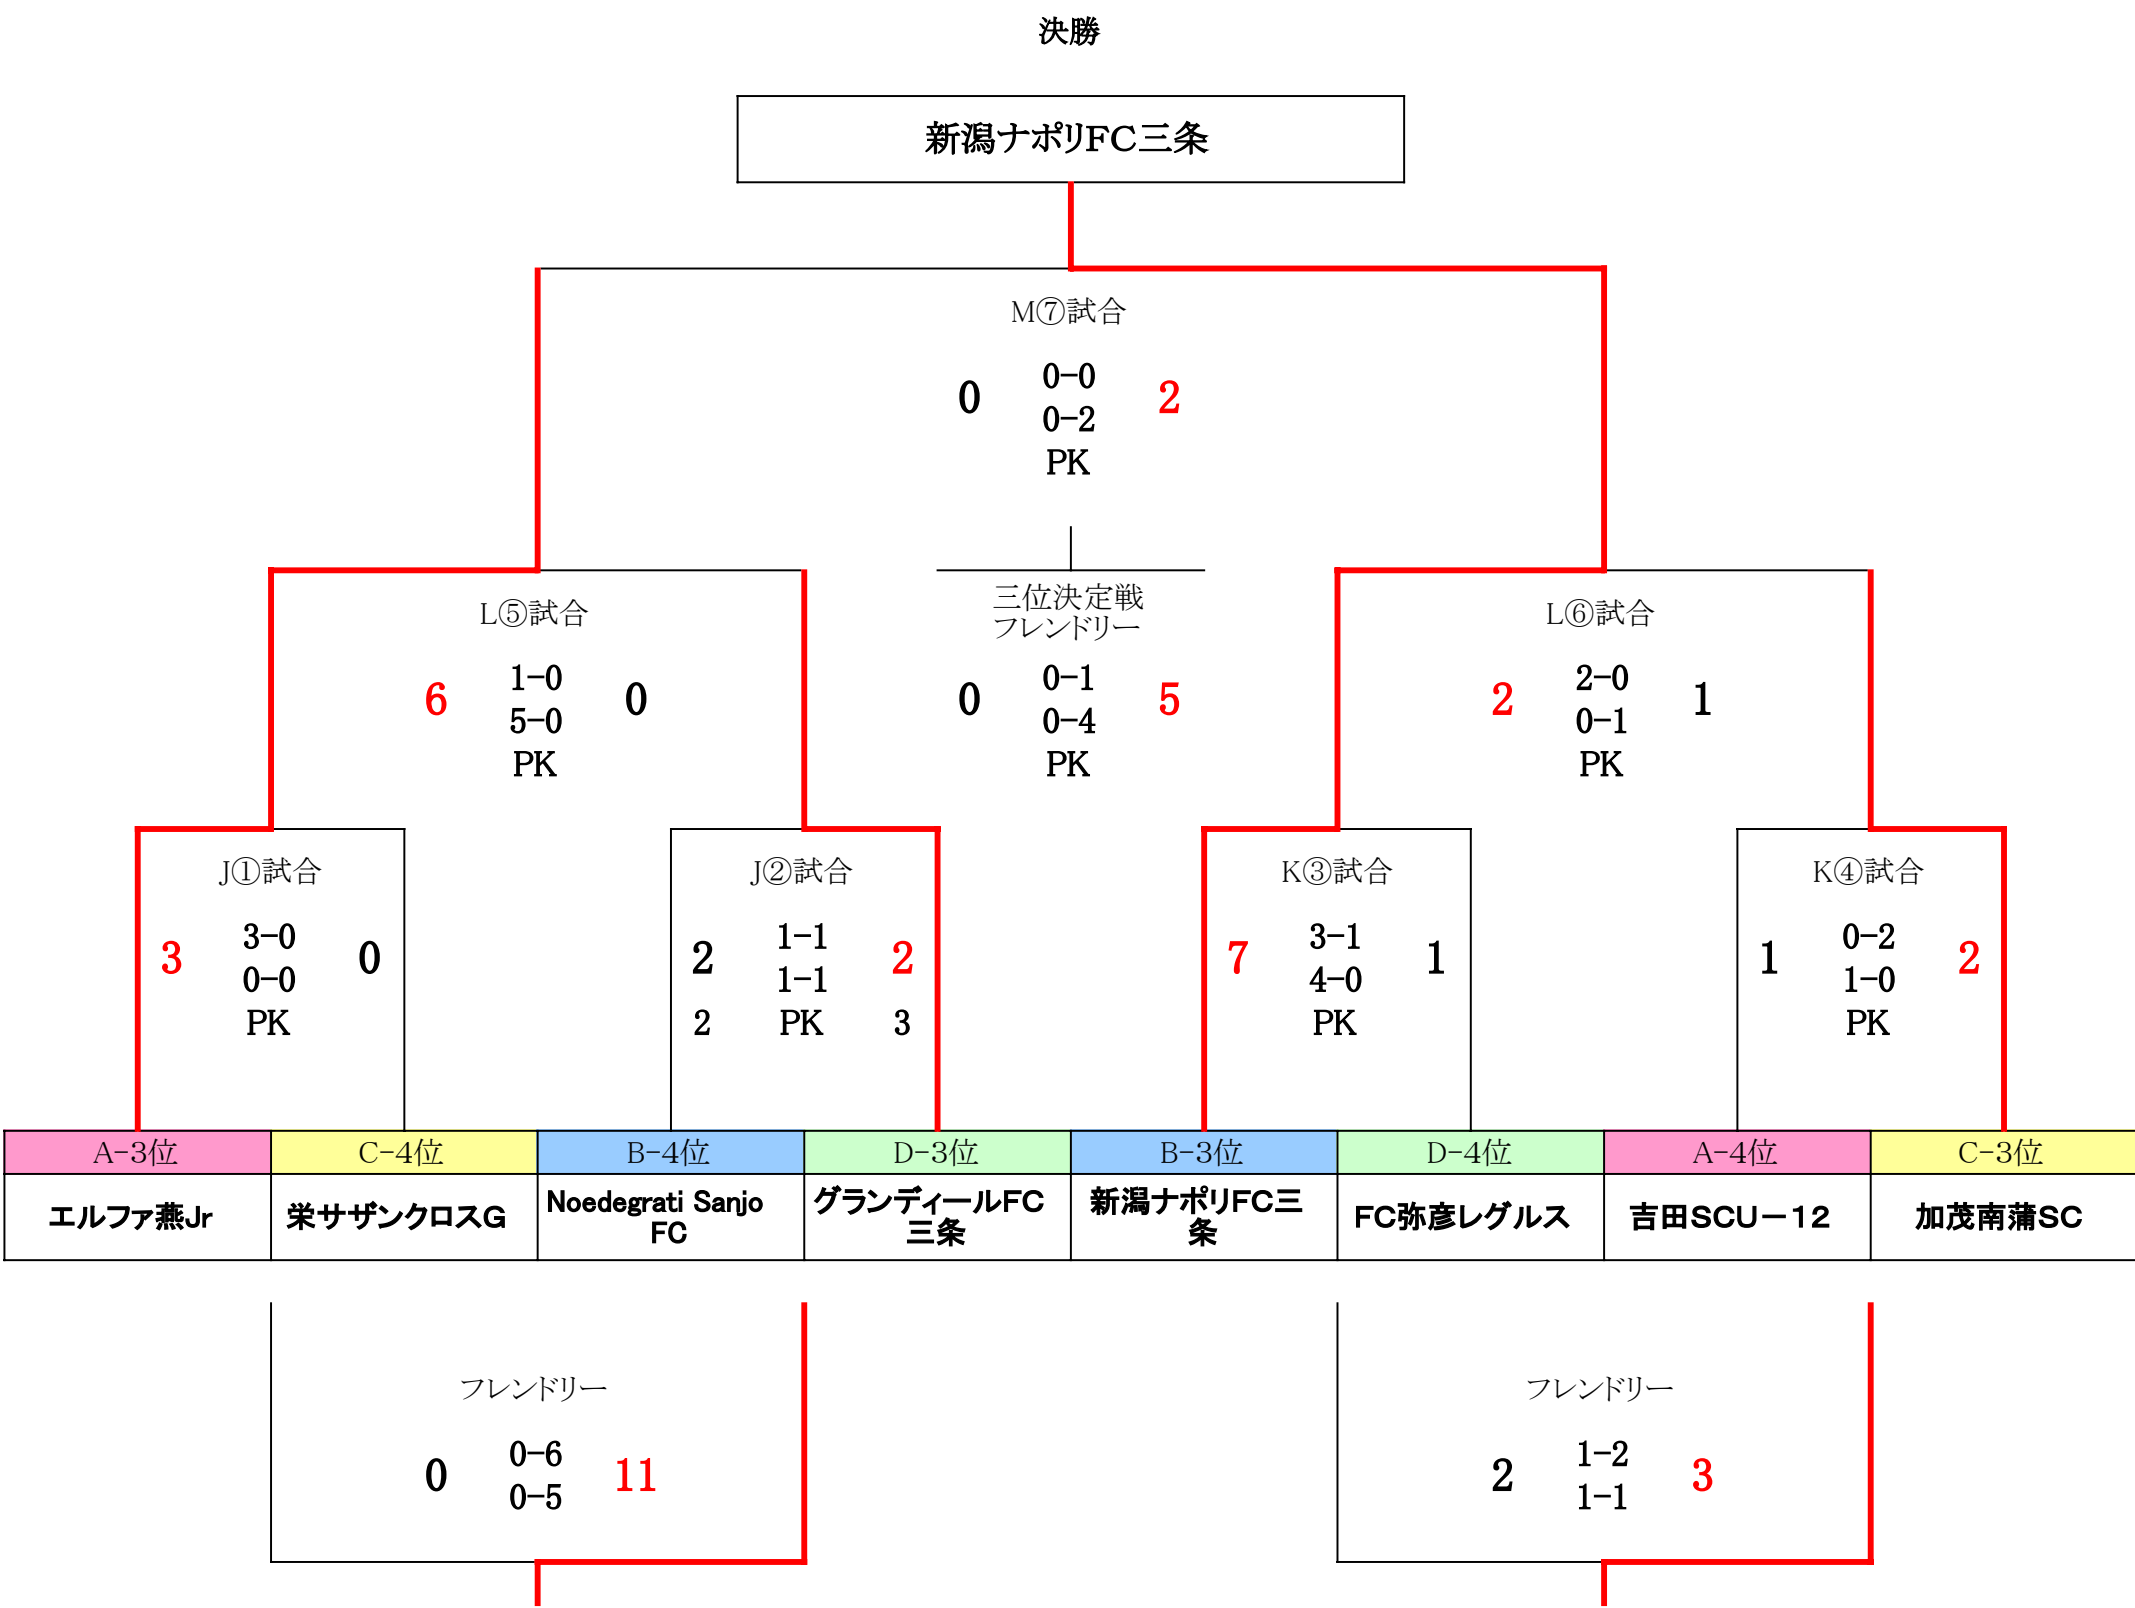 決勝
新潟ナポリFC三条
M⑦試合
0 0-0 2
0-2
PK
L⑤試合 三位決定戦 L⑥試合
フレンドリー
6 1-0 0 0 0-1 5 2 2-0 1
5-0 0-4 0-1
PK PK PK
J①試合 J②試合 K③試合 K④試合
3 3-0 0 2 1-1 2 7 3-1 1 1 0-2 2
0-0 1-1 4-0 1-0
PK 2 PK 3 PK PK
A-3位 C-4位 B-4位 D-3位 B-3位 D-4位 A-4位 C-3位
エルファ燕Jr 栄サザンクロスG Noedegrati Sanjo グランディールFC 新潟ナポリFC三 FC弥彦レグルス 吉田SCU－12 加茂南蒲SC
FC 三条 条
フレンドリー フレンドリー
0 0-6 11 2 1-2 3
0-5 1-1